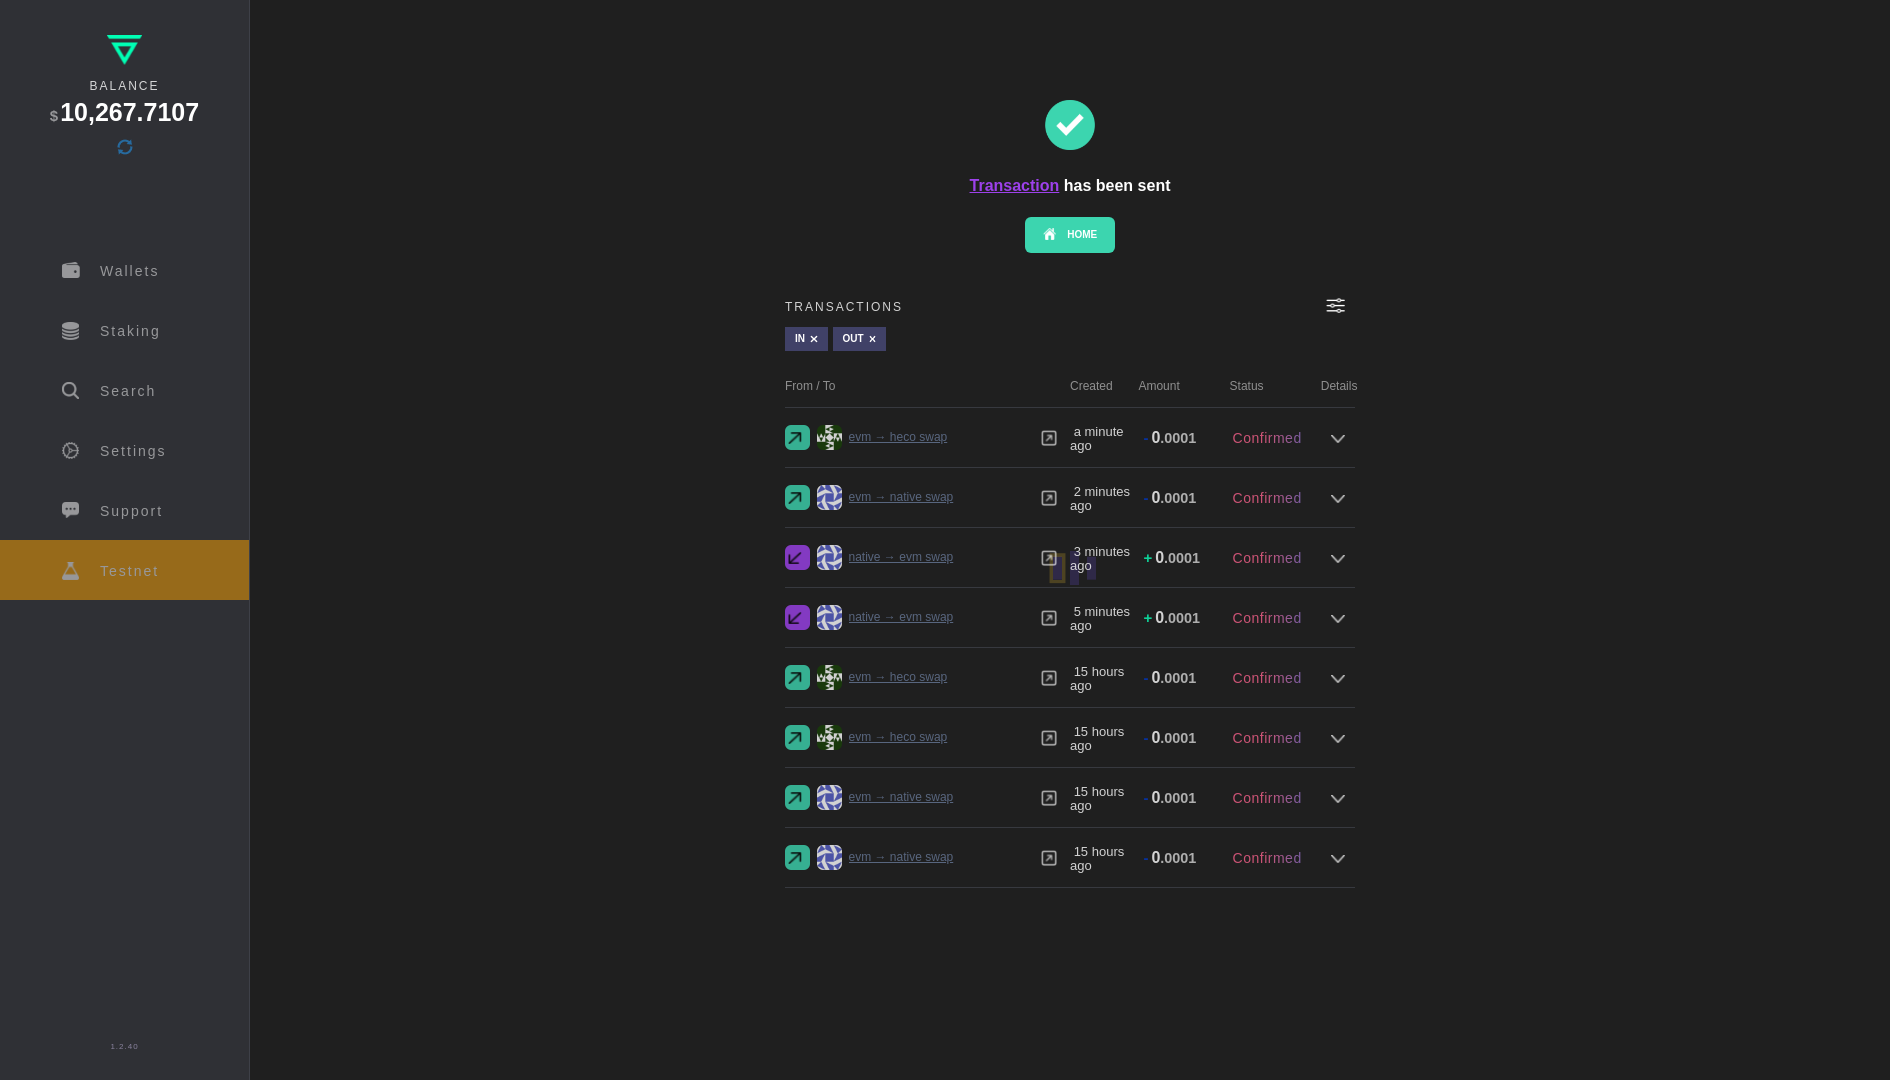 BALANCE
$10,267.7107
Wallets
Staking
Search
Settings
Support
Testnet
1.2.40
Transaction has been sent
HOME
TRANSACTIONS
IN ×
OUT ×
From / To Created Amount Status Details
evm → heco swap a minute ago - 0.0001 Confirmed
evm → native swap 2 minutes ago - 0.0001 Confirmed
native → evm swap 3 minutes ago + 0.0001 Confirmed
native → evm swap 5 minutes ago + 0.0001 Confirmed
evm → heco swap 15 hours ago - 0.0001 Confirmed
evm → heco swap 15 hours ago - 0.0001 Confirmed
evm → native swap 15 hours ago - 0.0001 Confirmed
evm → native swap 15 hours ago - 0.0001 Confirmed